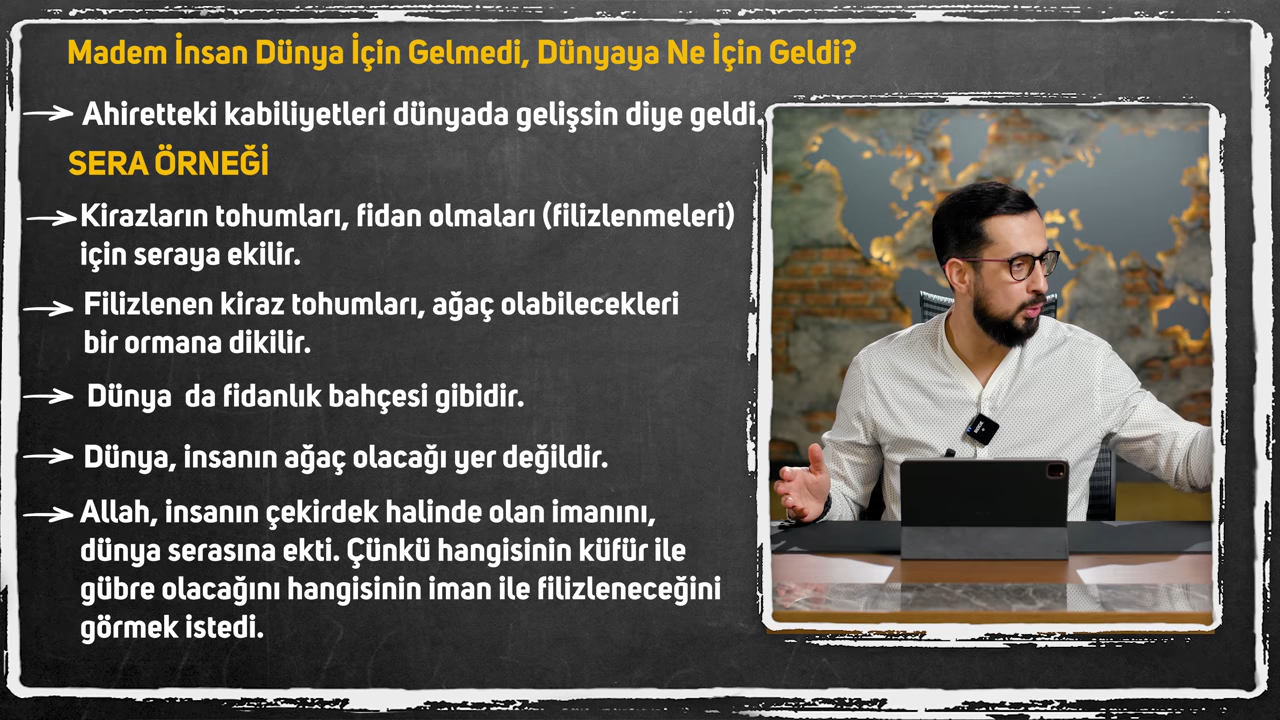 Madem İnsan Dünya İçin Gelmedi, Dünyaya Ne İçin Geldi?
Ahiretteki kabiliyetleri dünyada gelişsin diye geldi.
SERA ÖRNEĞİ
Kirazların tohumları, fidan olmaları (filizlenmeleri)
için seraya ekilir.
Filizlenen kiraz tohumları, ağaç olabilecekleri
bir ormana dikilir.
Dünya da fidanlık bahçesi gibidir.
Dünya, insanın ağaç olacağı yer değildir.
Allah, insanın çekirdek halinde olan imanını,
dünya serasına ekti. Çünkü hangisinin küfür ile
gübre olacağını hangisinin iman ile filizleneceğini
görmek istedi.